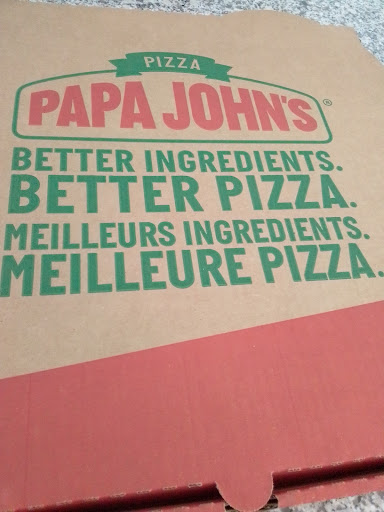 PIZZA
PAPA JOHN'S®
BETTER INGREDIENTS.
BETTER PIZZA.
MEILLEURS INGREDIENTS.
MEILLEURE PIZZA.